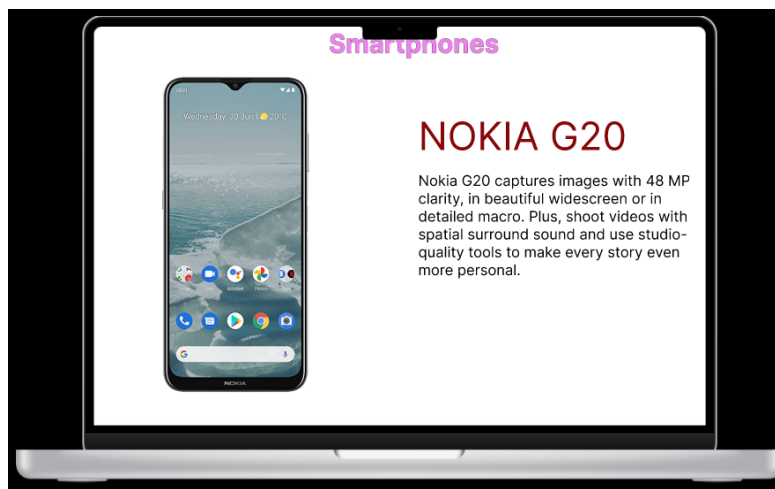 Smartphones
Wednesday, 30 Jun | 20°C
NOKIA G20
Nokia G20 captures images with 48 MP
clarity, in beautiful widescreen or in
detailed macro. Plus, shoot videos with
spatial surround sound and use studio-
quality tools to make every story even
more personal.
NOKIA